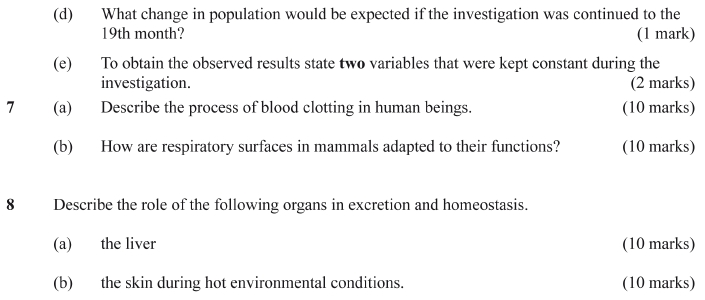 (d) What change in population would be expected if the investigation was continued to the
19th month? (1 mark)
(e) To obtain the observed results state two variables that were kept constant during the
investigation. (2 marks)
7 (a) Describe the process of blood clotting in human beings. (10 marks)
(b) How are respiratory surfaces in mammals adapted to their functions? (10 marks)
8 Describe the role of the following organs in excretion and homeostasis.
(a) the liver (10 marks)
(b) the skin during hot environmental conditions. (10 marks)